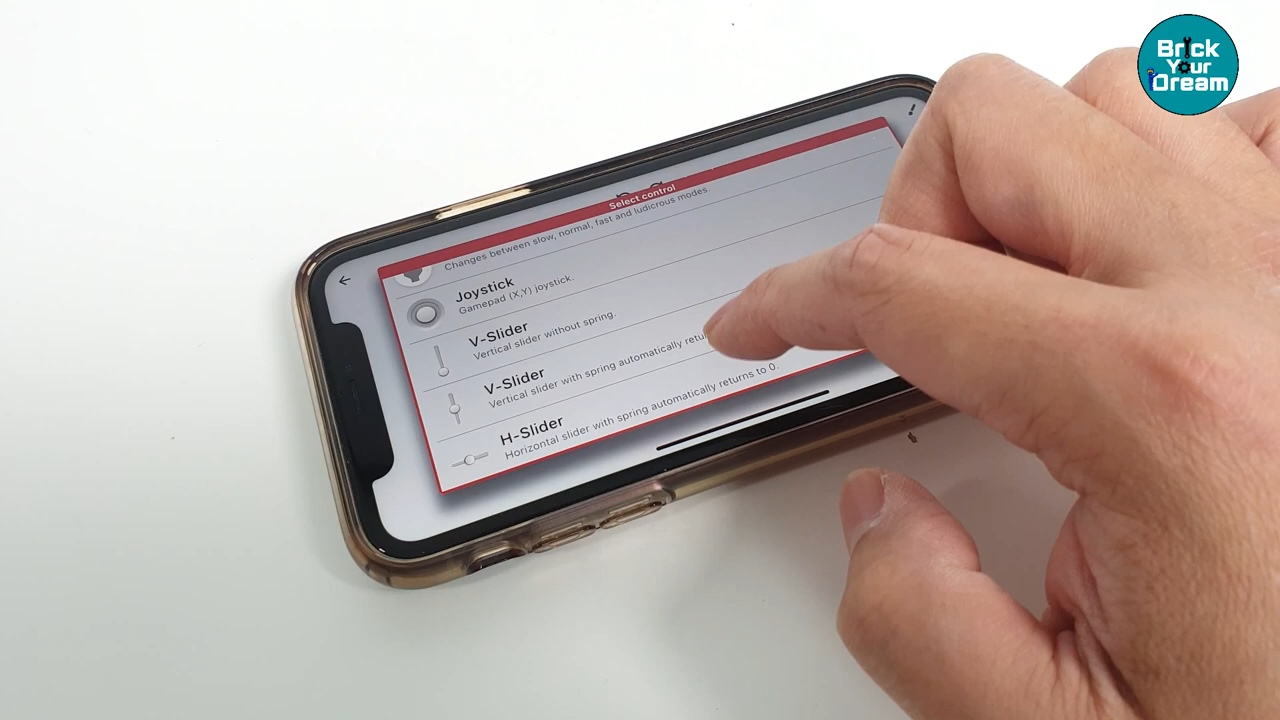 Brick
Your
Dream
Select control
Changes between slow, normal, fast and ludicrous modes.
Joystick
Gamepad (X,Y) joystick.
V-Slider
Vertical slider without spring.
V-Slider
Vertical slider with spring automatically
H-Slider
Horizontal slider with spring automatically returns to 0.